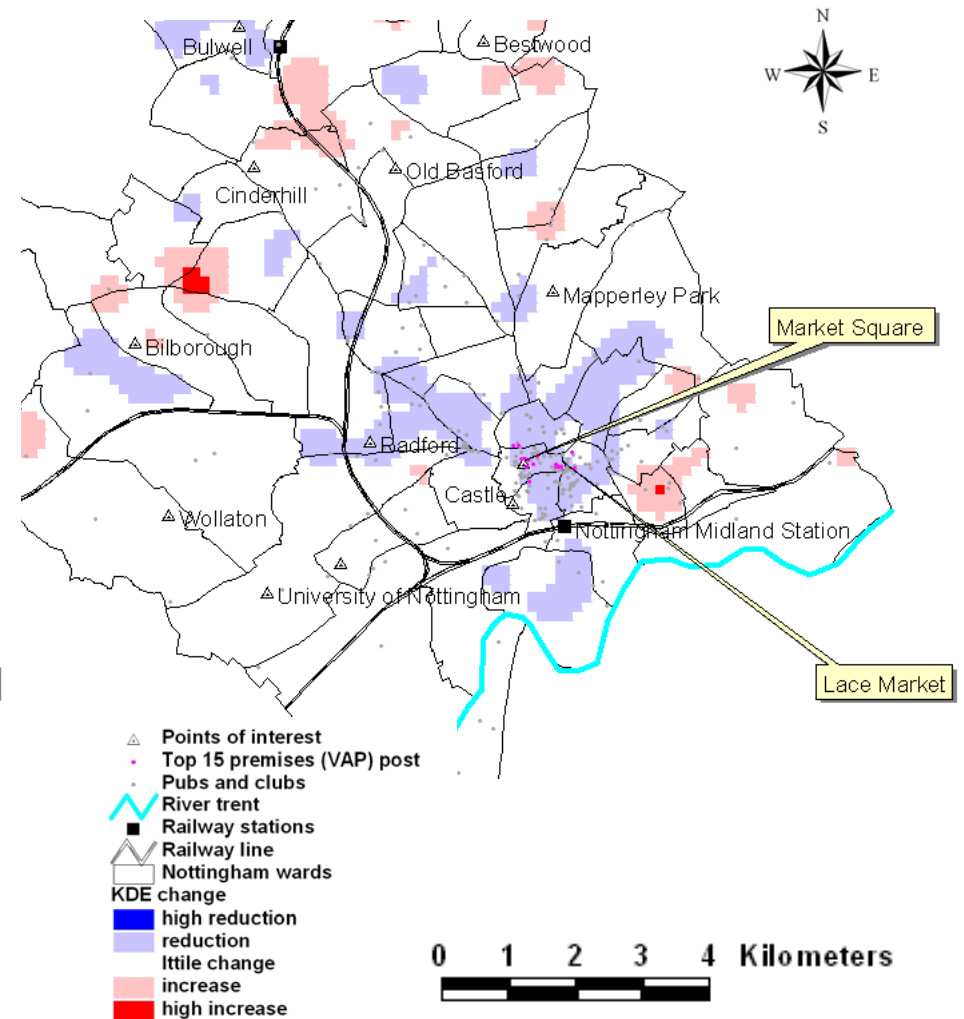 N
W
E
S
Bulwell
Bestwood
Old Basford
Cinderhill
Mapperley Park
Market Square
Bilborough
Radford
Castle
Wollaton
Nottingham Midland Station
University of Nottingham
Lace Market
Points of interest
Top 15 premises (VAP) post
Pubs and clubs
River trent
Railway stations
Railway line
Nottingham wards
KDE change
high reduction
reduction
lttile change
increase
high increase
0 1 2 3 4 Kilometers